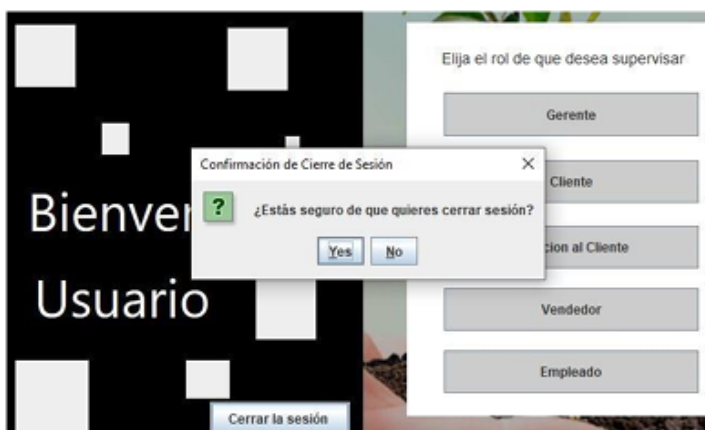 Elija el rol de que desea supervisar
Gerente
Cliente
cion al Cliente
Vendedor
Empleado
Confirmación de Cierre de Sesión
?
¿Estás seguro de que quieres cerrar sesión?
Yes
No
Bienve
Usuario
Cerrar la sesión